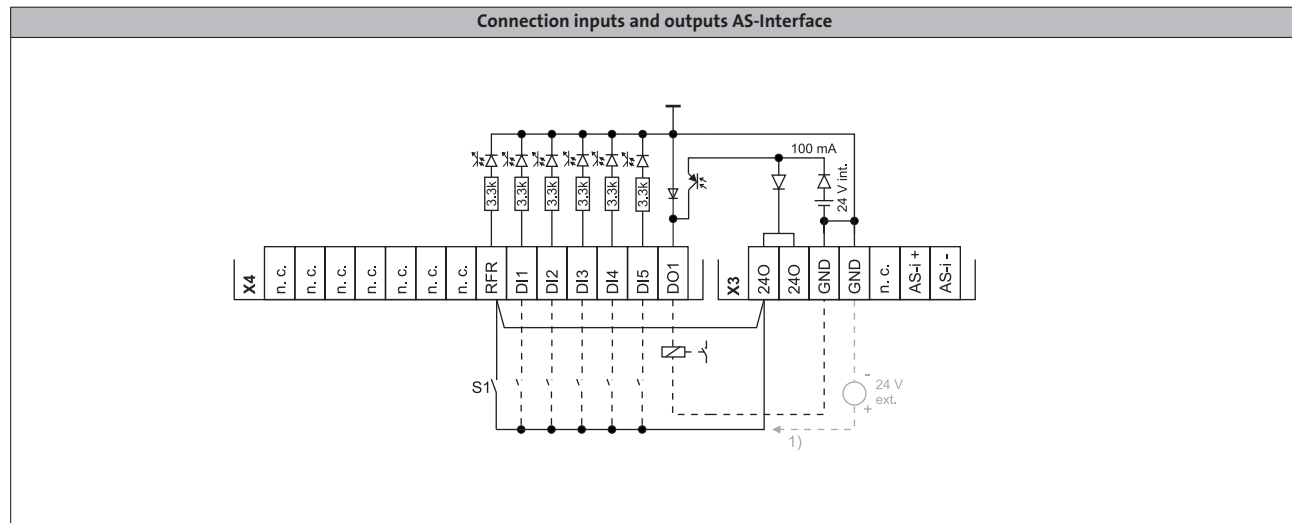 Connection inputs and outputs AS-Interface
100 mA
24 V int.
3.3k
3.3k
3.3k
3.3k
3.3k
3.3k
X4
n. c.
n. c.
n. c.
n. c.
n. c.
n. c.
n. c.
RFR
DI1
DI2
DI3
DI4
DI5
DO1
X3
24O
24O
GND
GND
n. c.
AS-i +
AS-i -
S1
-
24 V
ext.
+
1)